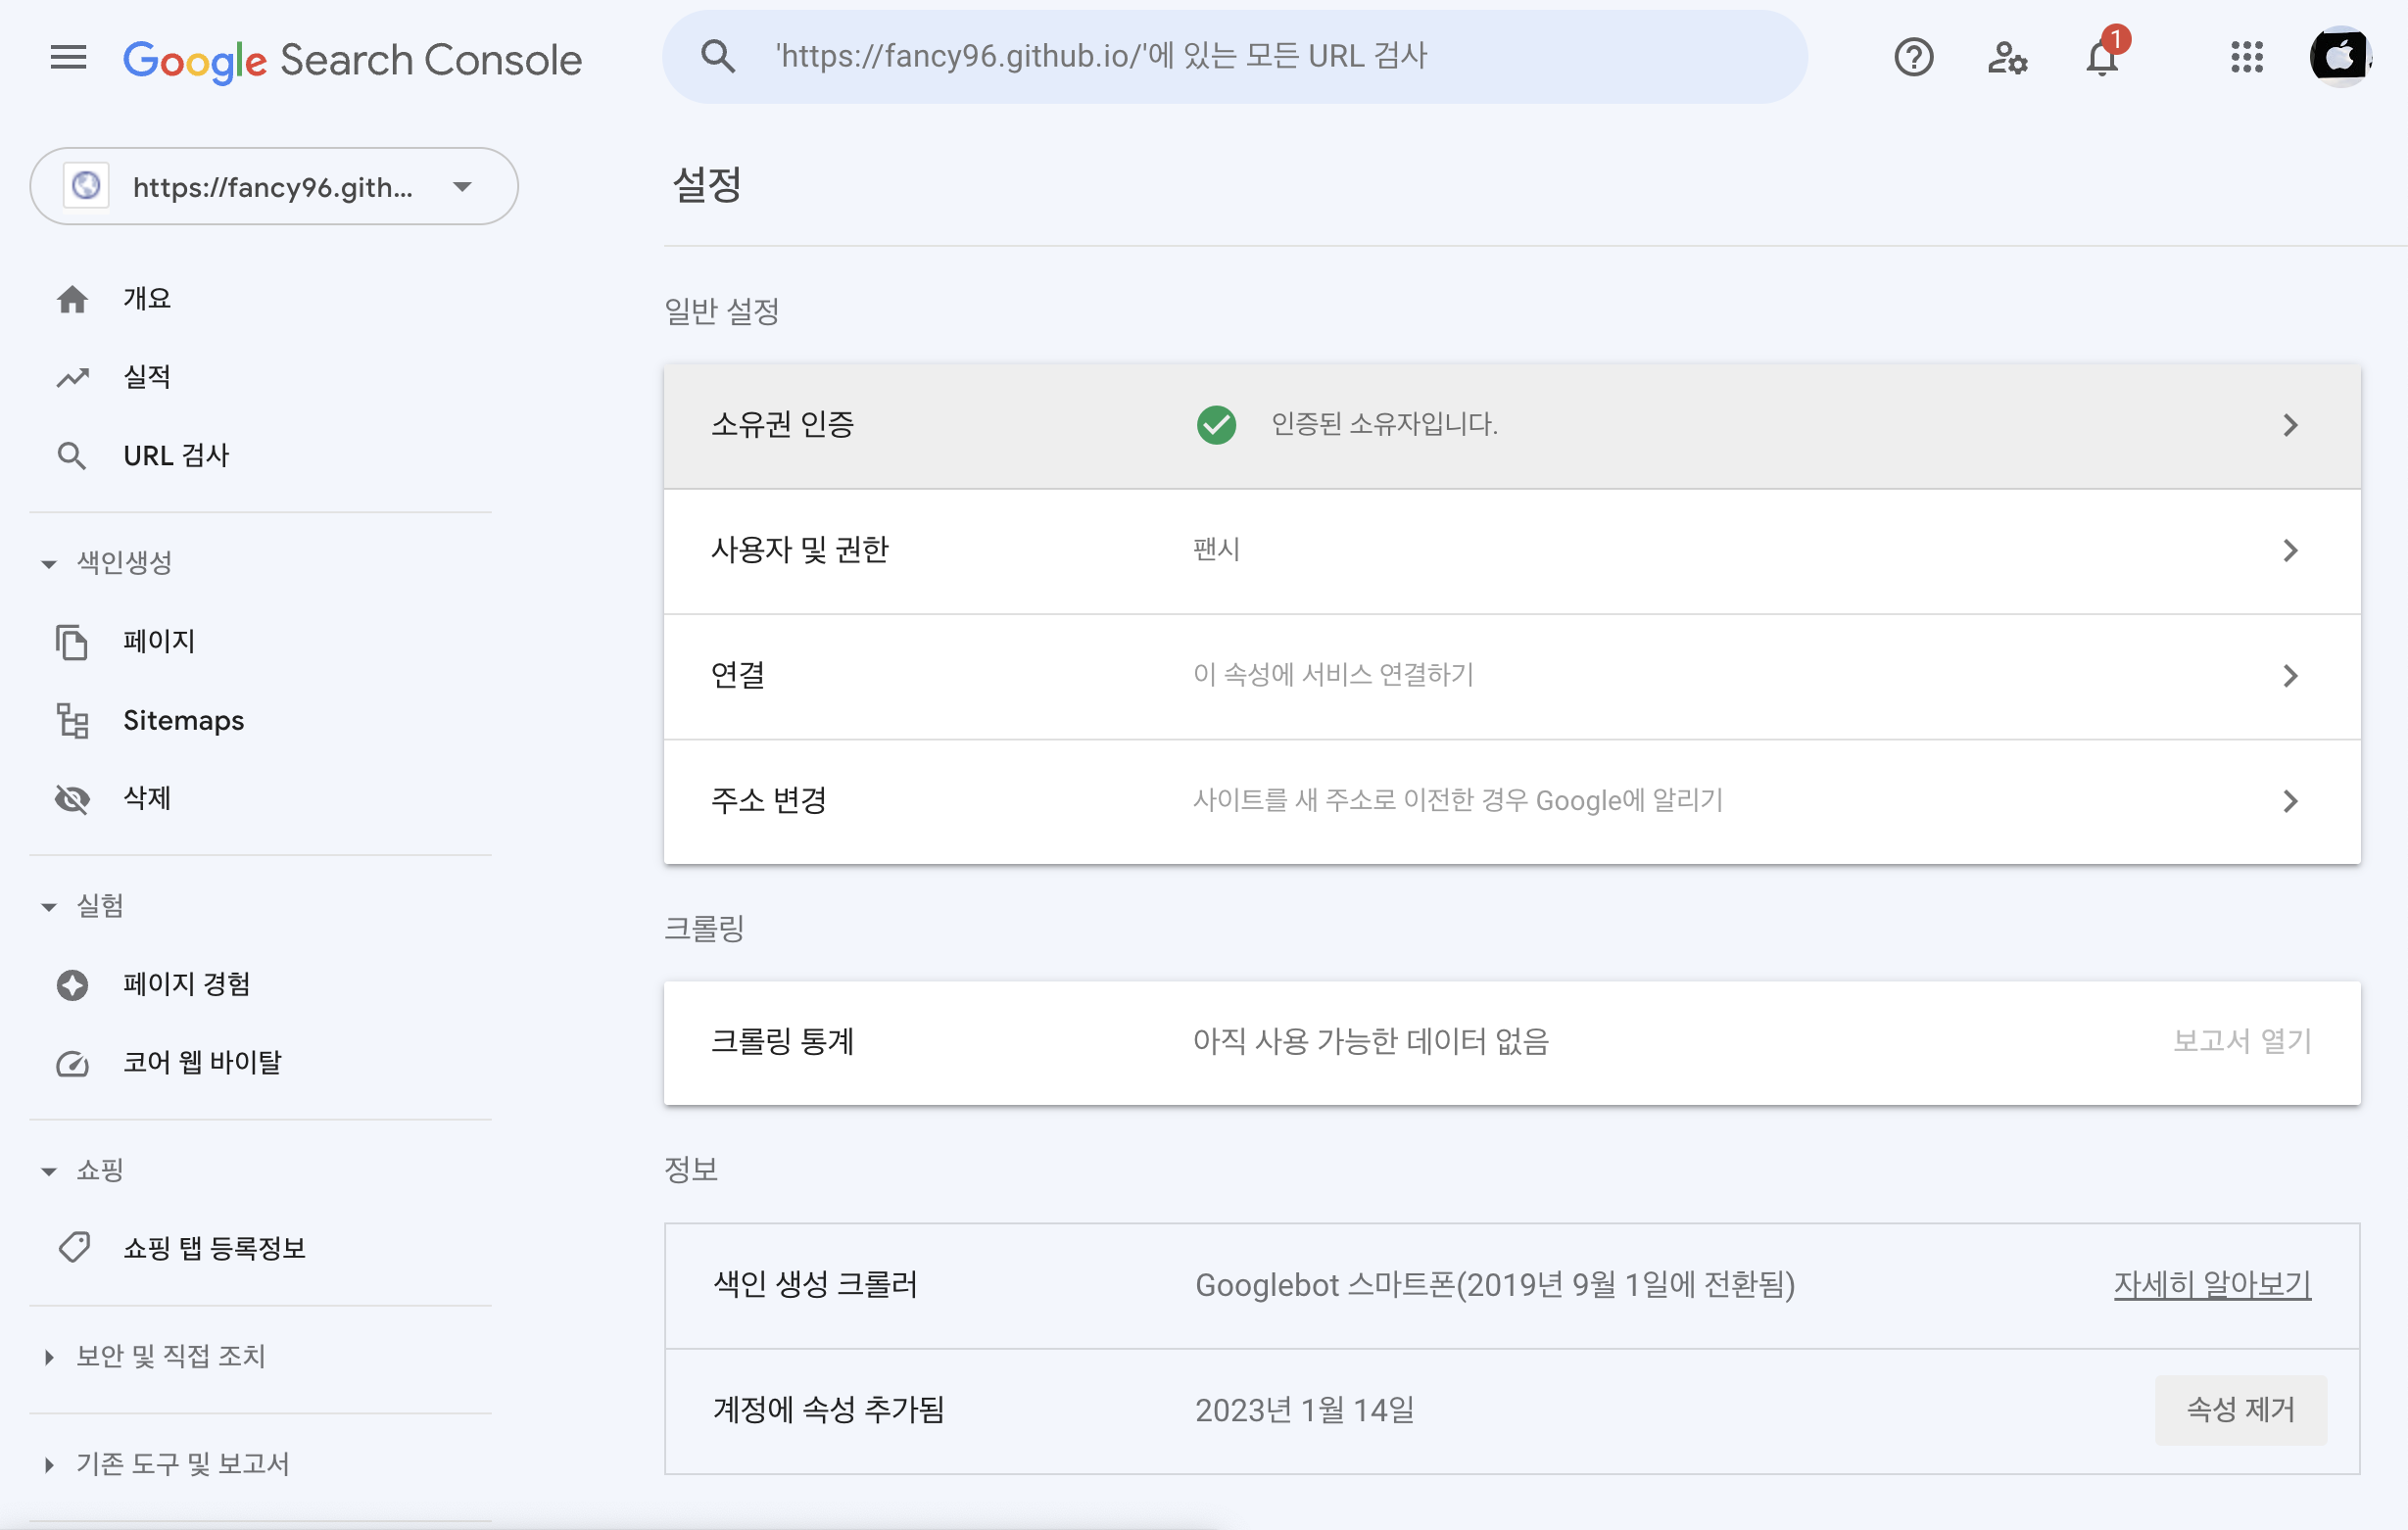 Google Search Console
'https://fancy96.github.io/'에 있는 모든 URL 검사
1
https://fancy96.gith...
개요
실적
URL 검사
색인생성
페이지
Sitemaps
삭제
실험
페이지 경험
코어 웹 바이탈
쇼핑
쇼핑 탭 등록정보
보안 및 직접 조치
기존 도구 및 보고서
설정
일반 설정
소유권 인증 인증된 소유자입니다.
사용자 및 권한 팬시
연결 이 속성에 서비스 연결하기
주소 변경 사이트를 새 주소로 이전한 경우 Google에 알리기
크롤링
크롤링 통계 아직 사용 가능한 데이터 없음 보고서 열기
정보
색인 생성 크롤러 Googlebot 스마트폰(2019년 9월 1일에 전환됨) 자세히 알아보기
계정에 속성 추가됨 2023년 1월 14일 속성 제거